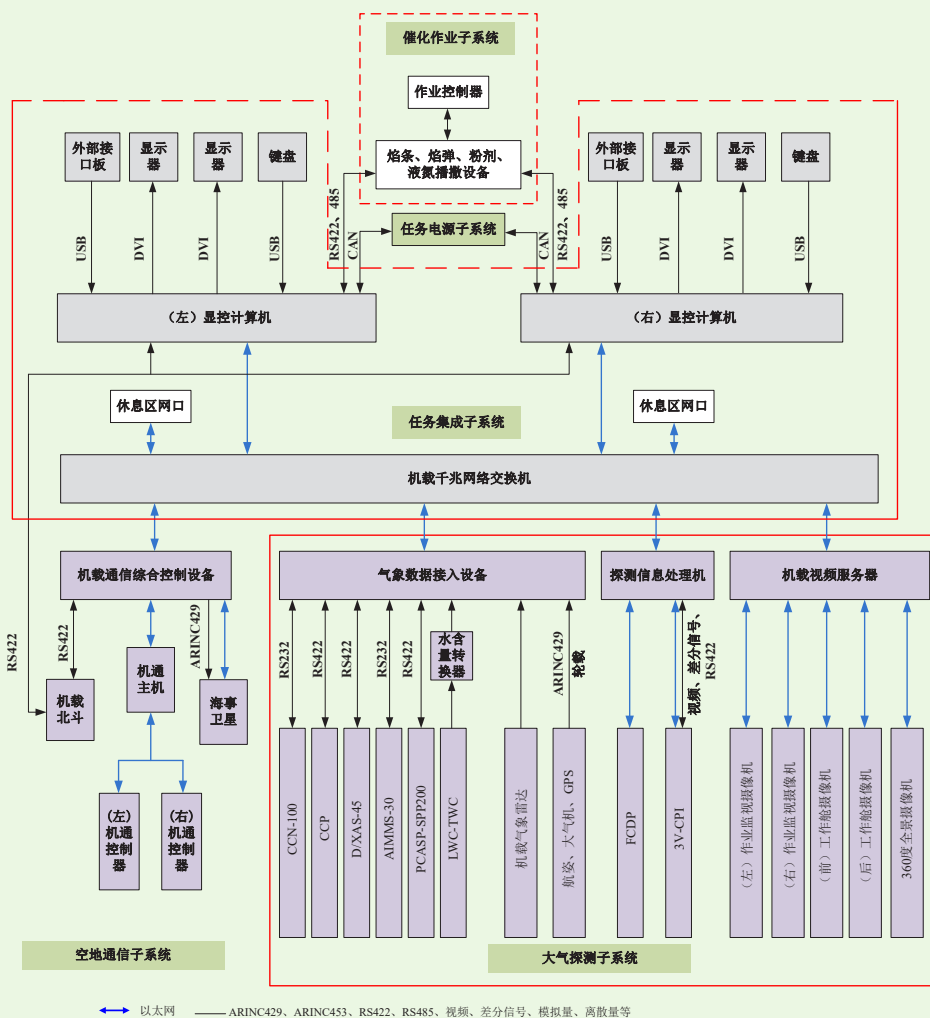 催化作业子系统
作业控制器
焰条、焰弹、粉剂、
液氮播撒设备
外部接
口板
显示
器
显示
器
键盘
外部接
口板
显示
器
显示
器
键盘
任务电源子系统
USB
DVI
DVI
USB
RS422、485
CAN
CAN
RS422、485
USB
DVI
DVI
USB
（左）显控计算机
（右）显控计算机
休息区网口
休息区网口
任务集成子系统
机载千兆网络交换机
机载通信综合控制设备
气象数据接入设备
探测信息处理机
机载视频服务器
RS422
RS422
ARINC429
RS232
RS422
RS422
RS232
RS422
水含
量转
换器
ARINC429
轮载
视频、差分信号、
RS422
机载
北斗
机通
主机
海事
卫星
（左）
机通
控制
器
（右）
机通
控制
器
CCN-100
CCP
D/XAS-45
AIMMS-30
PCASP-SPP200
LWC-TWC
机载气象雷达
航姿、大气机、GPS
FCDP
3V-CPI
（左）作业监视摄像机
（右）作业监视摄像机
（前）工作舱摄像机
（后）工作舱摄像机
360度全景摄像机
空地通信子系统
大气探测子系统
以太网
ARINC429、ARINC453、RS422、RS485、视频、差分信号、模拟量、离散量等